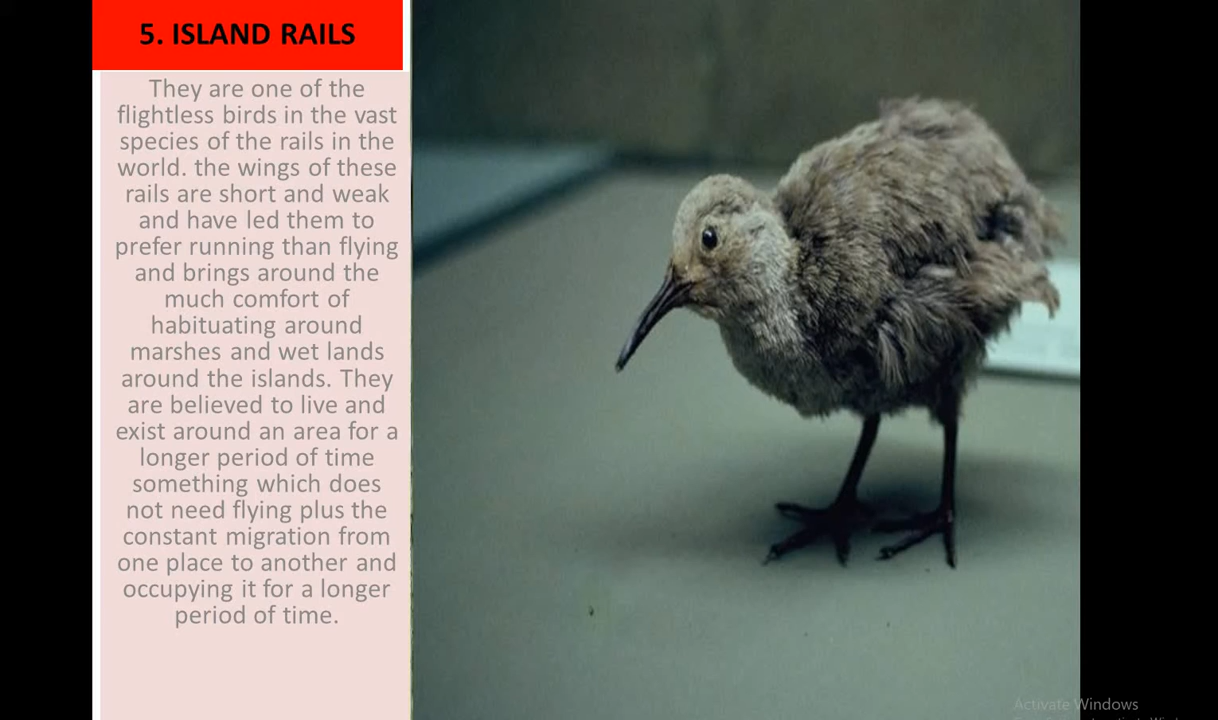 5. ISLAND RAILS
They are one of the
flightless birds in the vast
species of the rails in the
world. the wings of these
rails are short and weak
and have led them to
prefer running than flying
and brings around the
much comfort of
habituating around
marshes and wet lands
around the islands. They
are believed to live and
exist around an area for a
longer period of time
something which does
not need flying plus the
constant migration from
one place to another and
occupying it for a longer
period of time.
Activate Windows